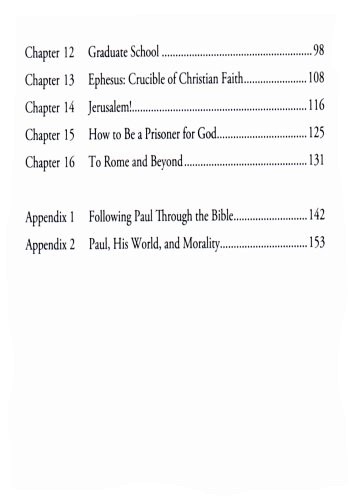 Chapter 12 Graduate School ........................................................ 98
Chapter 13 Ephesus: Crucible of Christian Faith....................... 108
Chapter 14 Jerusalem!................................................................ 116
Chapter 15 How to Be a Prisoner for God................................. 125
Chapter 16 To Rome and Beyond............................................. 131
Appendix 1 Following Paul Through the Bible........................... 142
Appendix 2 Paul, His World, and Morality................................ 153